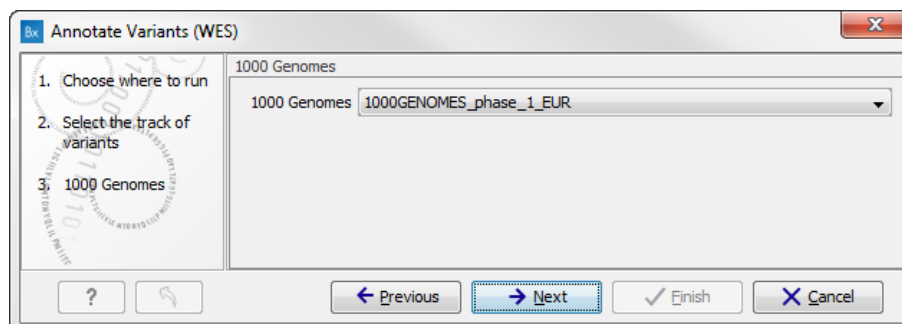 Bx Annotate Variants (WES)
X
1. Choose where to run
2. Select the track of
variants
3. 1000 Genomes
1000 Genomes
1000 Genomes 1000GENOMES_phase_1_EUR
? Previous Next Finish Cancel